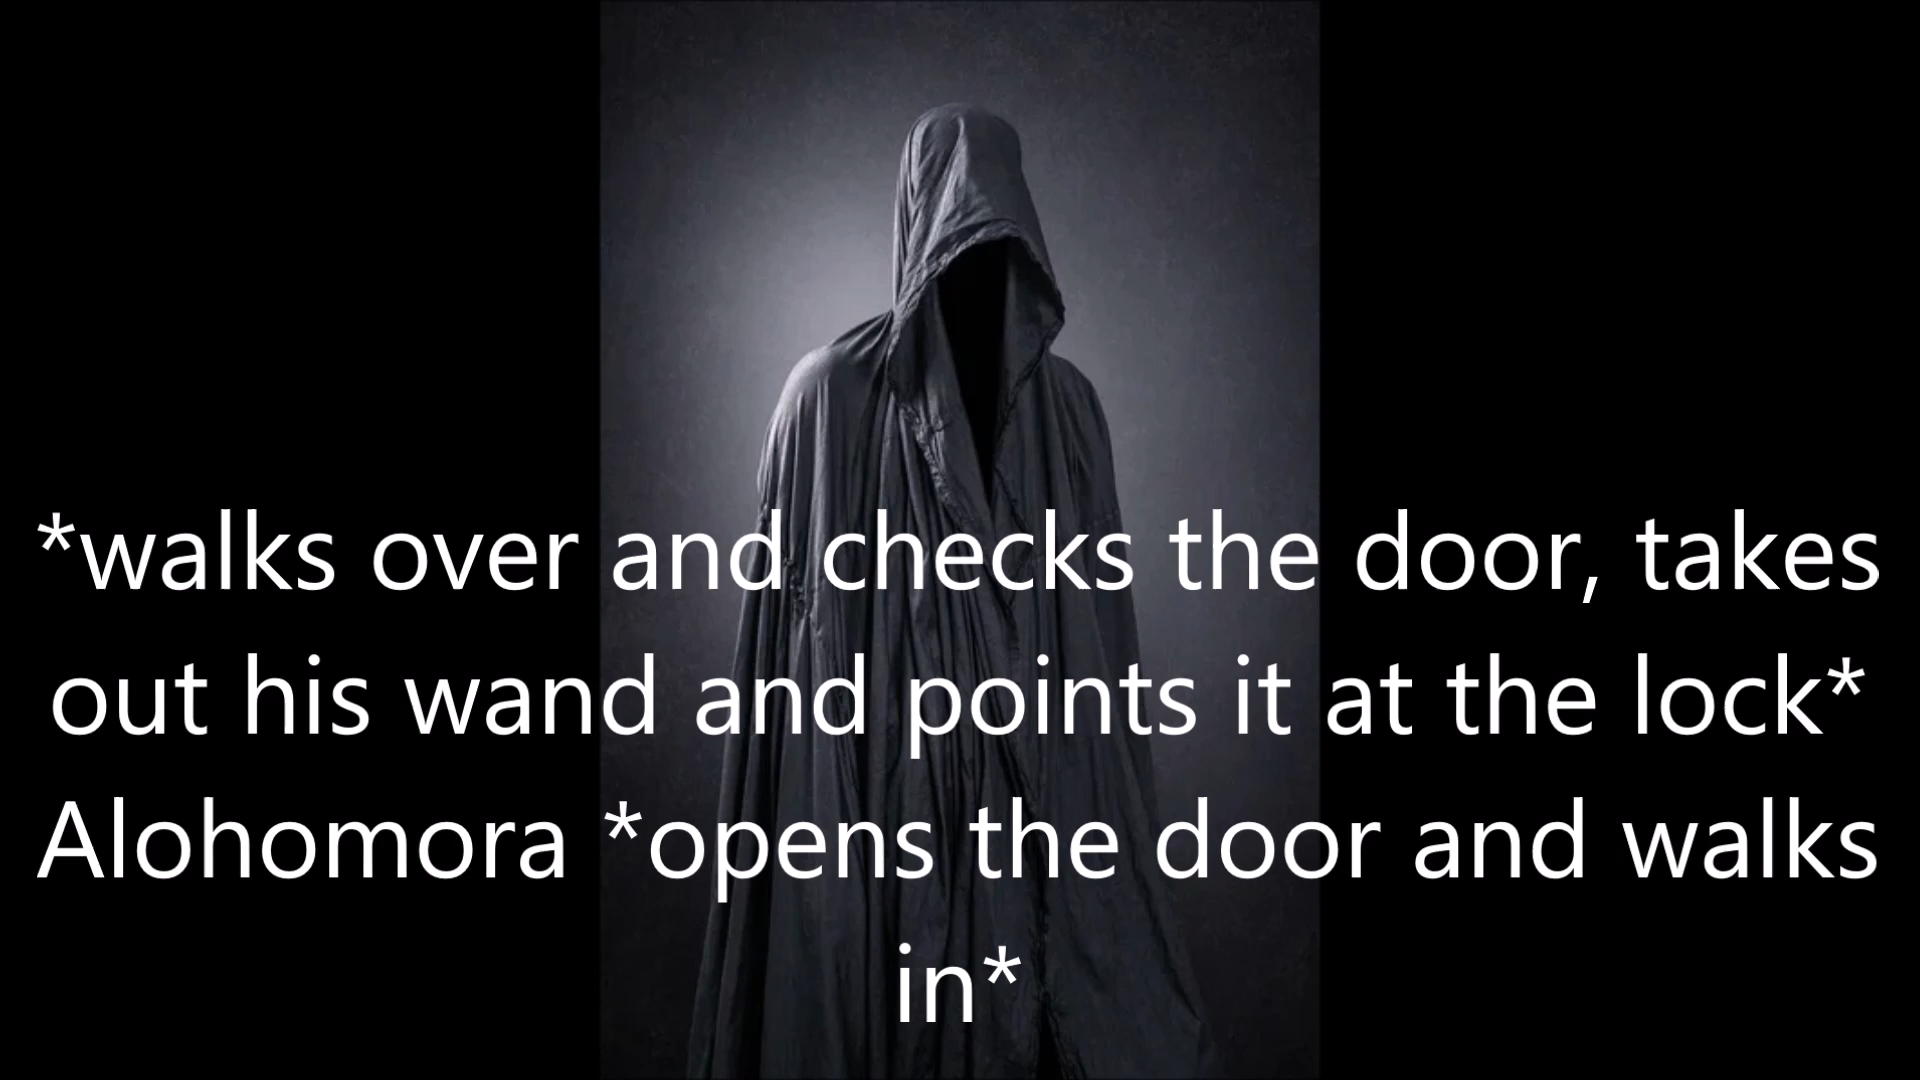 *walks over and checks the door, takes
out his wand and points it at the lock*
Alohomora *opens the door and walks
in*